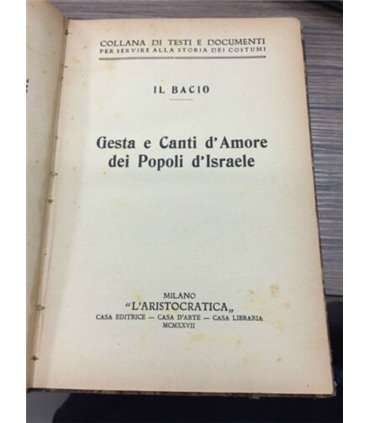 COLLANA DI TESTI E DOCUMENTI
PER SERVIRE ALLA STORIA DEI COSTUMI
IL BACIO
Gesta e Canti d'Amore
dei Popoli d'Israele
MILANO
"L'ARISTOCRATICA„
CASA EDITRICE — CASA D'ARTE — CASA LIBRARIA
MCMXXVII